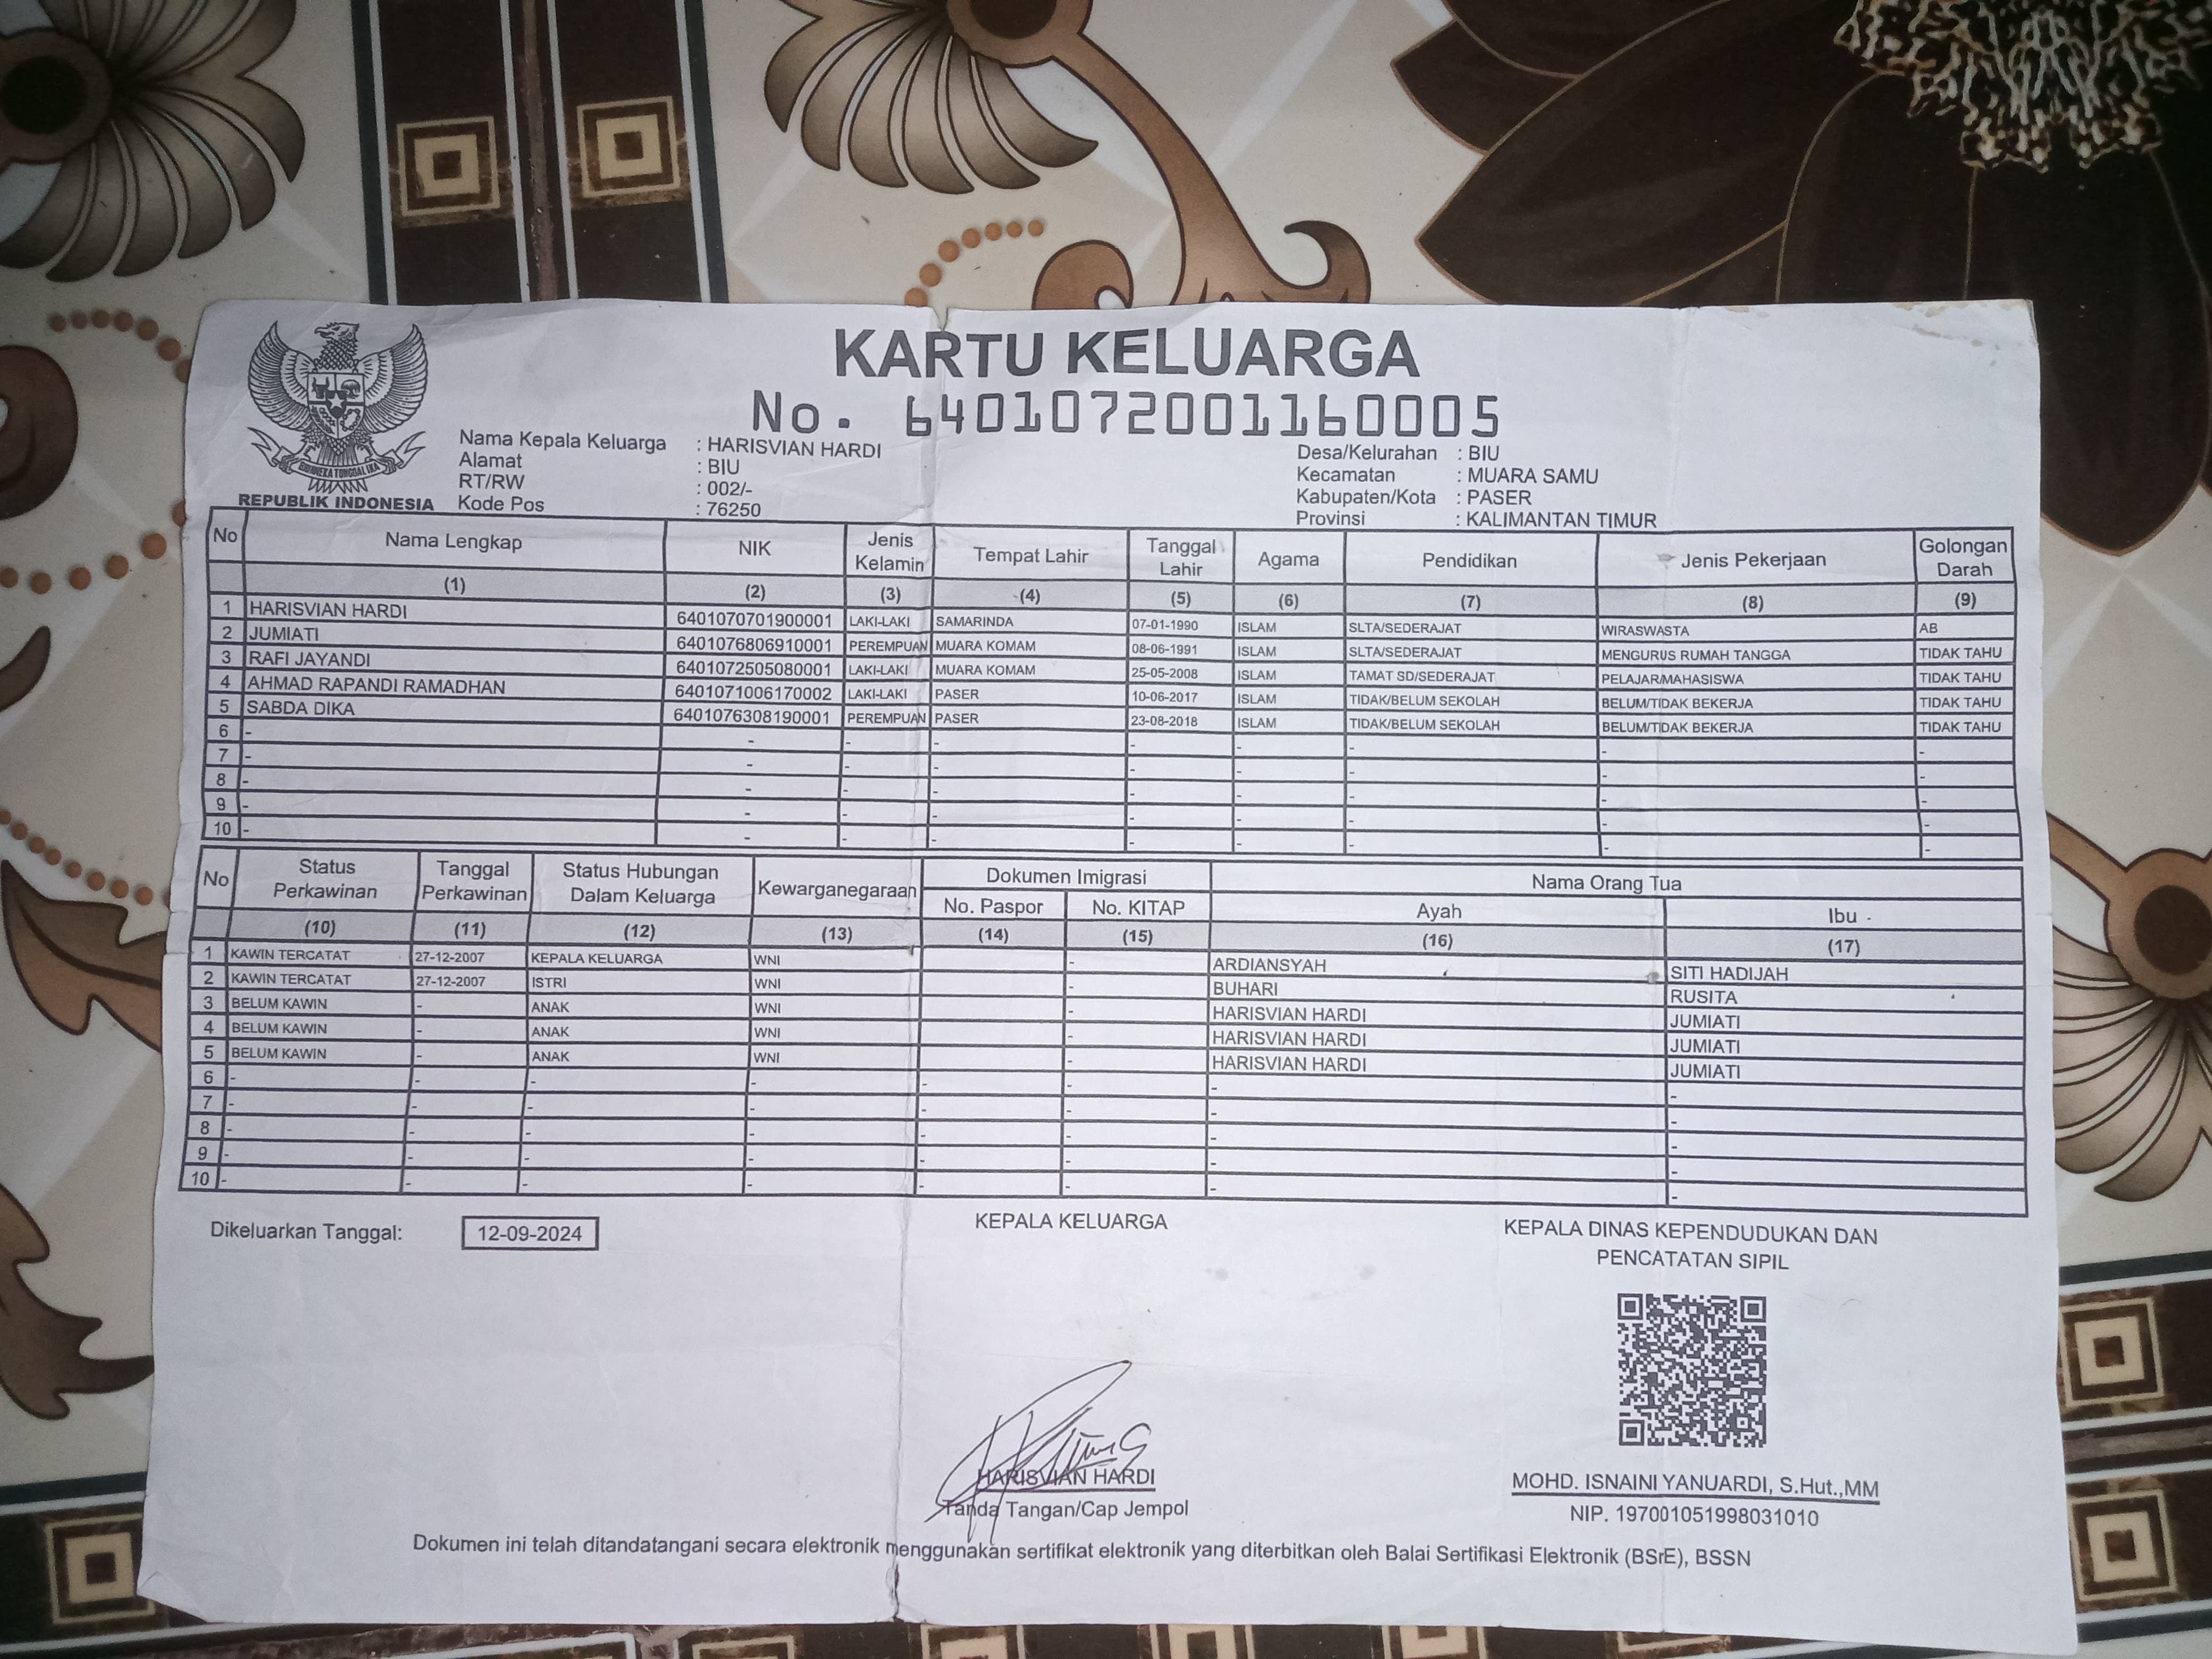 KARTU KELUARGA
No. 6401072001160005
BHINNEKA TUNGGAL IKA
REPUBLIK INDONESIA
Nama Kepala Keluarga : HARISVIAN HARDI
Alamat : BIU
RT/RW : 002/-
Kode Pos : 76250
Desa/Kelurahan : BIU
Kecamatan : MUARA SAMU
Kabupaten/Kota : PASER
Provinsi : KALIMANTAN TIMUR
No Nama Lengkap NIK Jenis Kelamin Tempat Lahir Tanggal Lahir Agama Pendidikan Jenis Pekerjaan Golongan Darah
(1) (2) (3) (4) (5) (6) (7) (8) (9)
1 HARISVIAN HARDI 6401070701900001 LAKI-LAKI SAMARINDA 07-01-1990 ISLAM SLTA/SEDERAJAT WIRASWASTA AB
2 JUMIATI 6401076806910001 PEREMPUAN MUARA KOMAM 08-06-1991 ISLAM SLTA/SEDERAJAT MENGURUS RUMAH TANGGA TIDAK TAHU
3 RAFI JAYANDI 6401072505080001 LAKI-LAKI MUARA KOMAM 25-05-2008 ISLAM TAMAT SD/SEDERAJAT PELAJAR/MAHASISWA TIDAK TAHU
4 AHMAD RAPANDI RAMADHAN 6401071006170002 LAKI-LAKI PASER 10-06-2017 ISLAM TIDAK/BELUM SEKOLAH BELUM/TIDAK BEKERJA TIDAK TAHU
5 SABDA DIKA 6401076308190001 PEREMPUAN PASER 23-08-2018 ISLAM TIDAK/BELUM SEKOLAH BELUM/TIDAK BEKERJA TIDAK TAHU
6 - - - - - - - - -
7 - - - - - - - - -
8 - - - - - - - - -
9 - - - - - - - - -
10 - - - - - - - - -
No Status Perkawinan Tanggal Perkawinan Status Hubungan Dalam Keluarga Kewarganegaraan Dokumen Imigrasi Nama Orang Tua
No. Paspor No. KITAP Ayah Ibu
(10) (11) (12) (13) (14) (15) (16) (17)
1 KAWIN TERCATAT 27-12-2007 KEPALA KELUARGA WNI - ARDIANSYAH SITI HADIJAH
2 KAWIN TERCATAT 27-12-2007 ISTRI WNI - BUHARI RUSITA
3 BELUM KAWIN - ANAK WNI - HARISVIAN HARDI JUMIATI
4 BELUM KAWIN - ANAK WNI - HARISVIAN HARDI JUMIATI
5 BELUM KAWIN - ANAK WNI - HARISVIAN HARDI JUMIATI
6 - - - - - - - -
7 - - - - - - - -
8 - - - - - - - -
9 - - - - - - - -
10 - - - - - - - -
Dikeluarkan Tanggal: 12-09-2024
KEPALA KELUARGA
HARISVIAN HARDI
Tanda Tangan/Cap Jempol
KEPALA DINAS KEPENDUDUKAN DAN
PENCATATAN SIPIL
MOHD. ISNAINI YANUARDI, S.Hut.,MM
NIP. 197001051998031010
Dokumen ini telah ditandatangani secara elektronik menggunakan sertifikat elektronik yang diterbitkan oleh Balai Sertifikasi Elektronik (BSrE), BSSN